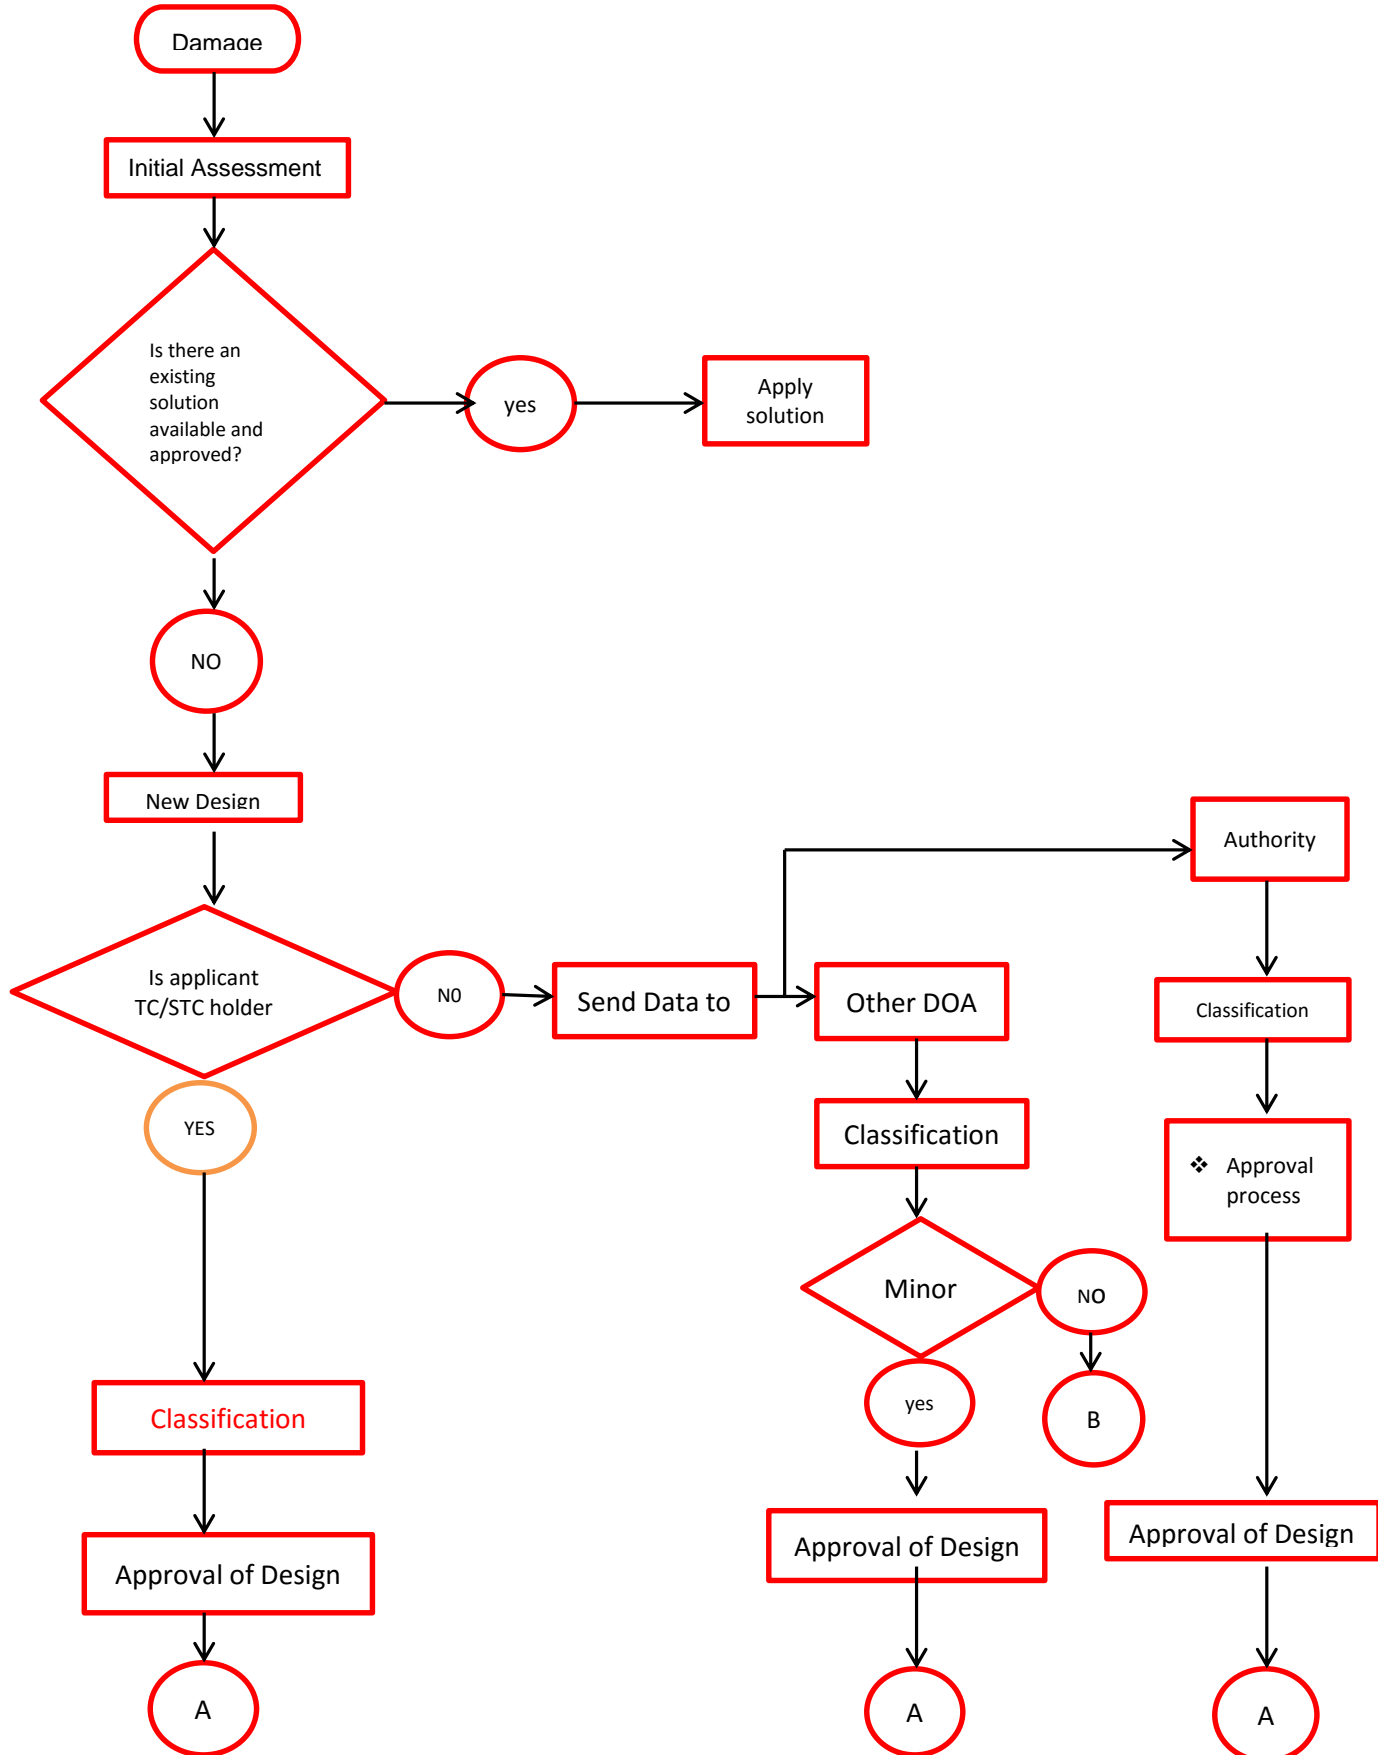 Damage
Initial Assessment
Is there an
existing
solution
available and
approved?
yes
Apply
solution
NO
New Design
Is applicant
TC/STC holder
N0
Send Data to
Other DOA
Authority
Classification
YES
Classification
❖ Approval
process
Minor
NO
yes
B
Classification
Approval of Design
Approval of Design
Approval of Design
A
A
A